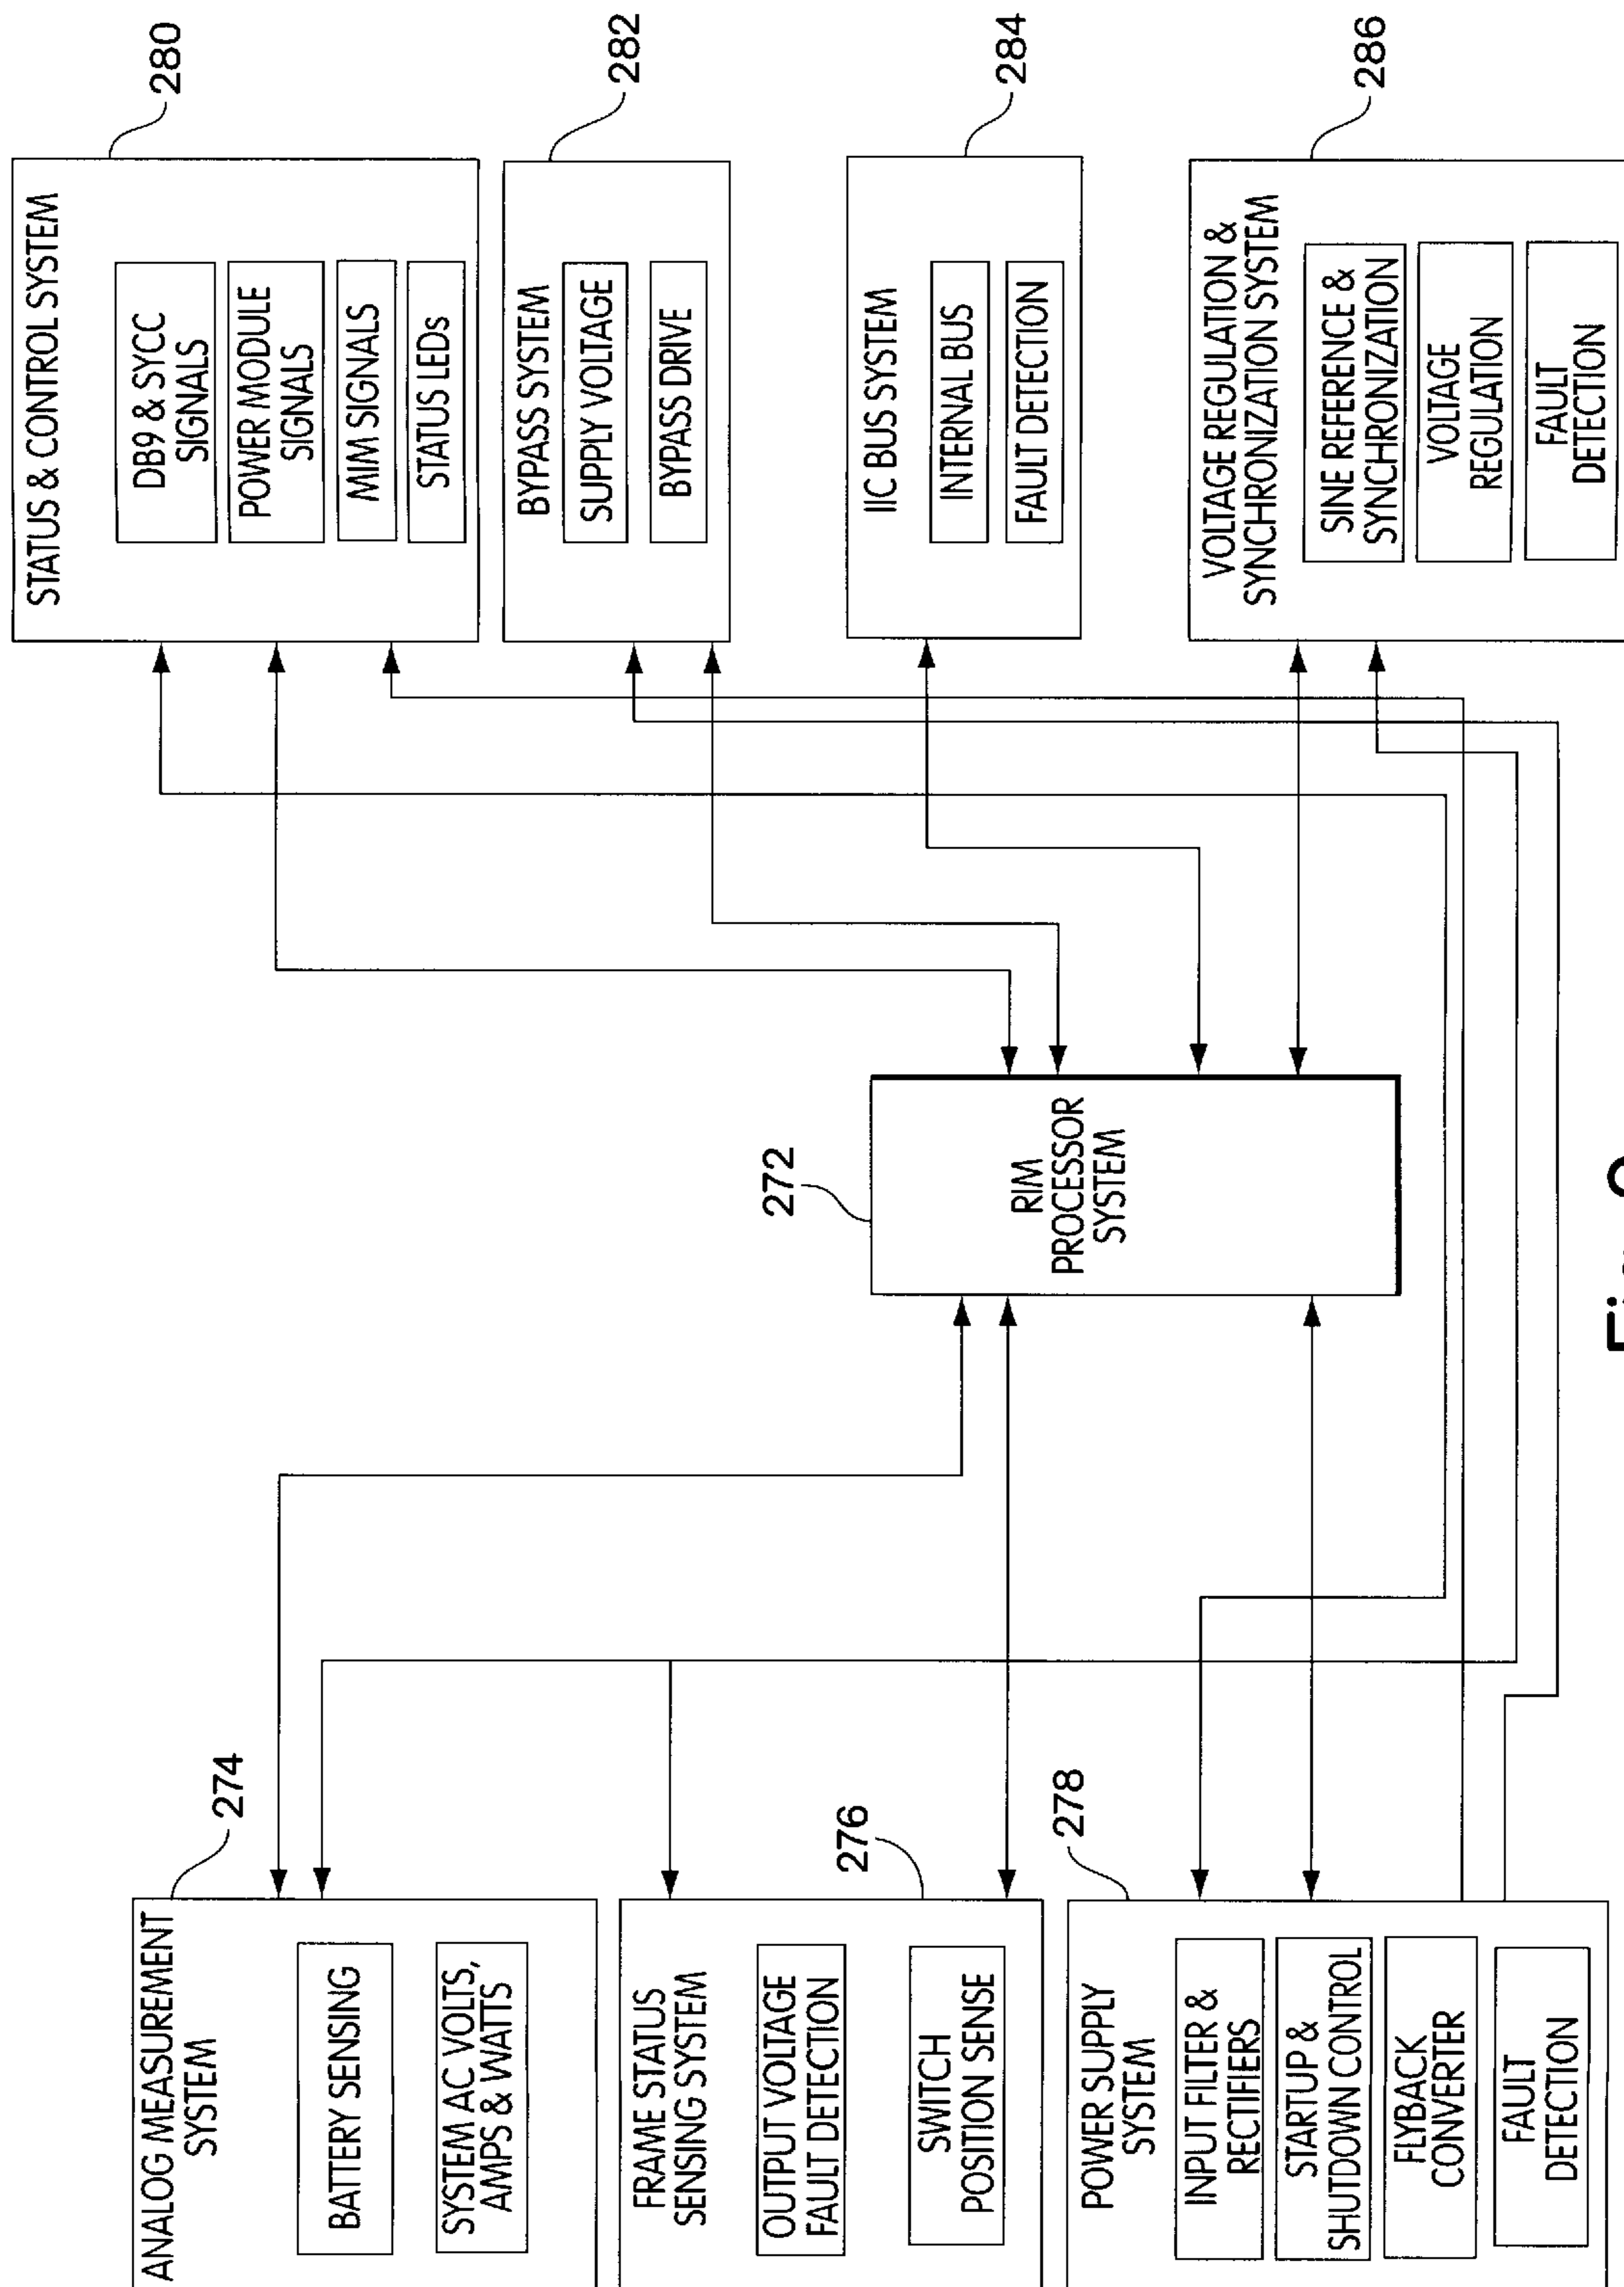 ANALOG MEASUREMENT
SYSTEM
BATTERY SENSING
SYSTEM AC VOLTS,
AMPS & WATTS
274
FRAME STATUS
SENSING SYSTEM
OUTPUT VOLTAGE
FAULT DETECTION
SWITCH
POSITION SENSE
276
POWER SUPPLY
SYSTEM
INPUT FILTER &
RECTIFIERS
STARTUP &
SHUTDOWN CONTROL
FLYBACK
CONVERTER
FAULT
DETECTION
278
272
RIM
PROCESSOR
SYSTEM
STATUS & CONTROL SYSTEM
DB9 & SYCC
SIGNALS
POWER MODULE
SIGNALS
MIM SIGNALS
STATUS LEDs
280
BYPASS SYSTEM
SUPPLY VOLTAGE
BYPASS DRIVE
282
IIC BUS SYSTEM
INTERNAL BUS
FAULT DETECTION
284
VOLTAGE REGULATION &
SYNCHRONIZATION SYSTEM
SINE REFERENCE &
SYNCHRONIZATION
VOLTAGE
REGULATION
FAULT
DETECTION
286